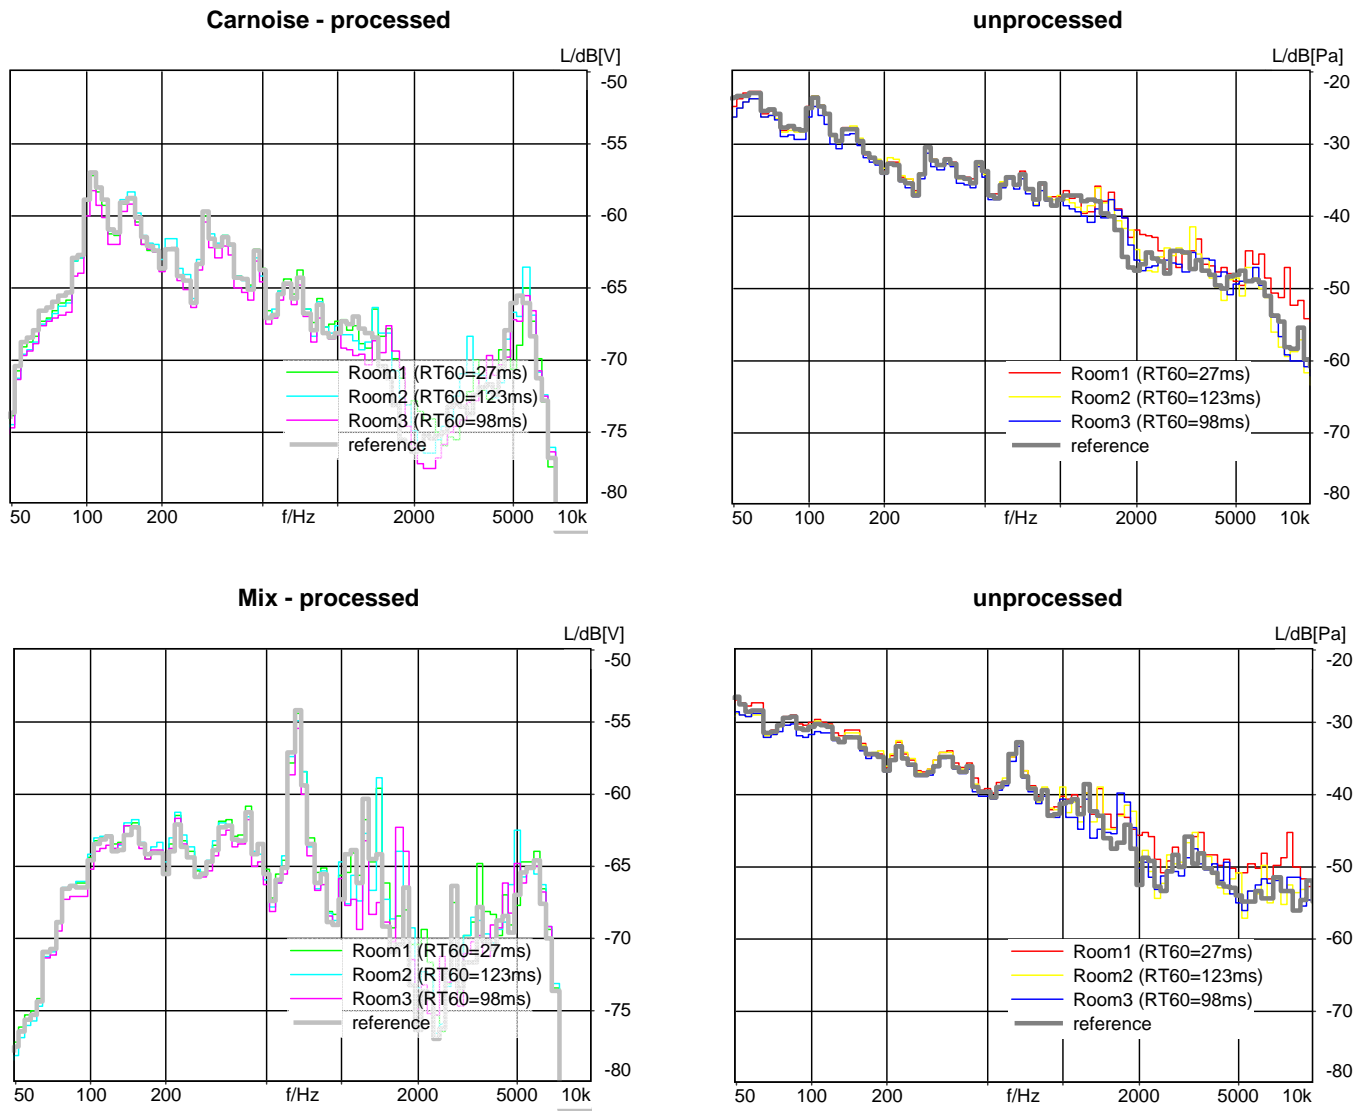 Carnoise - processed
L/dB[V]
-50
-55
-60
-65
-70
-75
-80
Room1 (RT60=27ms)
Room2 (RT60=123ms)
Room3 (RT60=98ms)
reference
50 100 200 f/Hz 2000 5000 10k
unprocessed
L/dB[Pa]
-20
-30
-40
-50
-60
-70
-80
Room1 (RT60=27ms)
Room2 (RT60=123ms)
Room3 (RT60=98ms)
reference
50 100 200 f/Hz 2000 5000 10k
Mix - processed
L/dB[V]
-50
-55
-60
-65
-70
-75
-80
Room1 (RT60=27ms)
Room2 (RT60=123ms)
Room3 (RT60=98ms)
reference
50 100 200 f/Hz 2000 5000 10k
unprocessed
L/dB[Pa]
-20
-30
-40
-50
-60
-70
-80
Room1 (RT60=27ms)
Room2 (RT60=123ms)
Room3 (RT60=98ms)
reference
50 100 200 f/Hz 2000 5000 10k